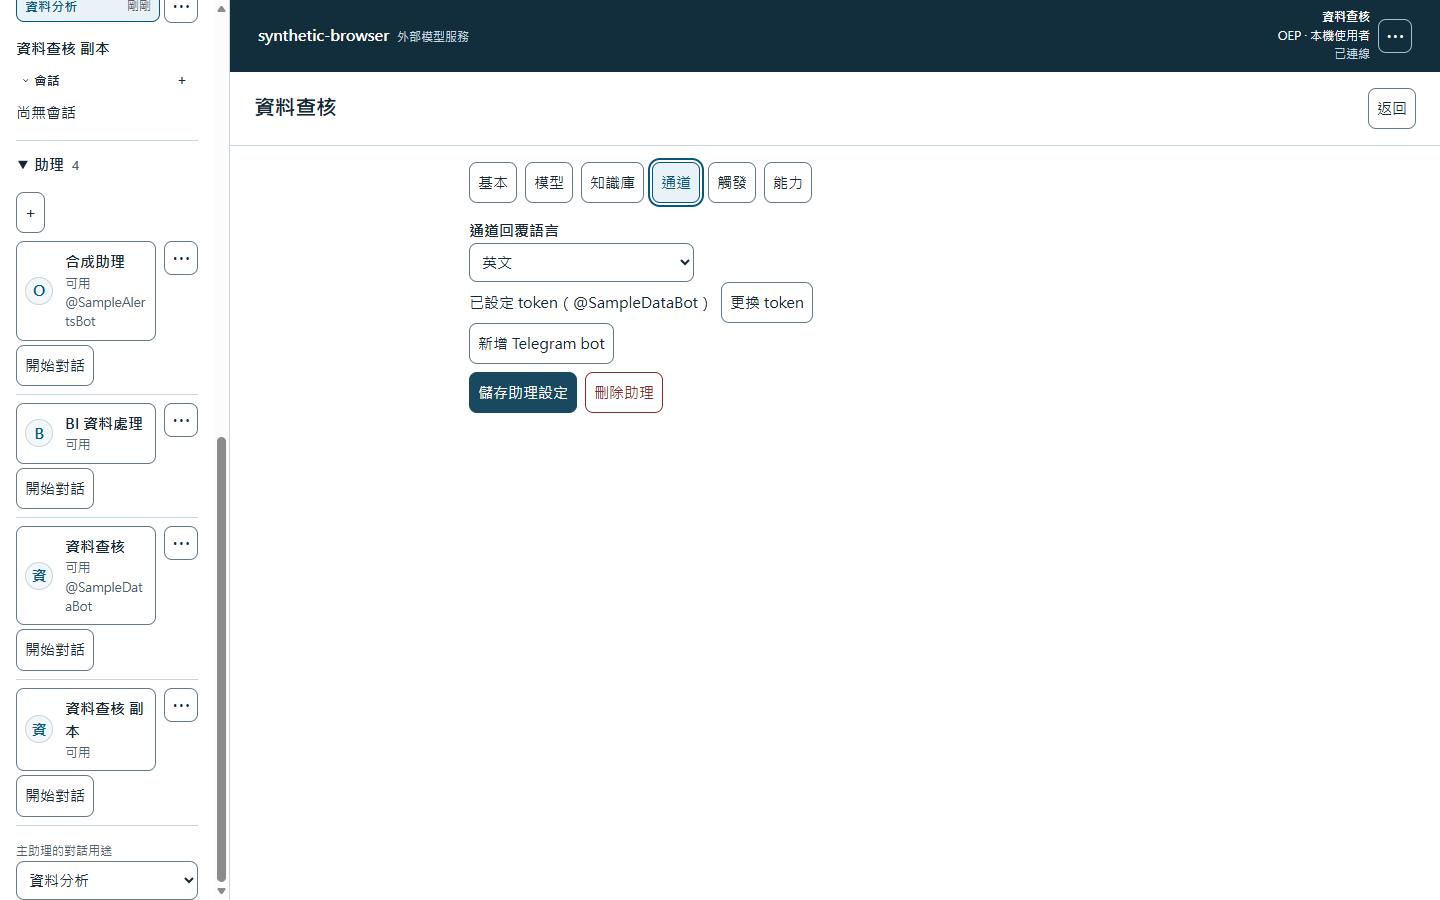 資料分析 剛剛
···
資料查核 副本
會話 +
尚無會話
▼ 助理 4
+
O
合成助理
可用
@SampleAler
tsBot
···
開始對話
B
BI 資料處理
可用
···
開始對話
資
資料查核
可用
@SampleDat
aBot
···
開始對話
資
資料查核 副
本
可用
···
開始對話
主助理的對話用途
資料分析
synthetic-browser 外部模型服務
資料查核
OEP · 本機使用者
已連線
···
資料查核
返回
基本 模型 知識庫 通道 觸發 能力
通道回覆語言
英文
已設定 token（@SampleDataBot） 更換 token
新增 Telegram bot
儲存助理設定 刪除助理